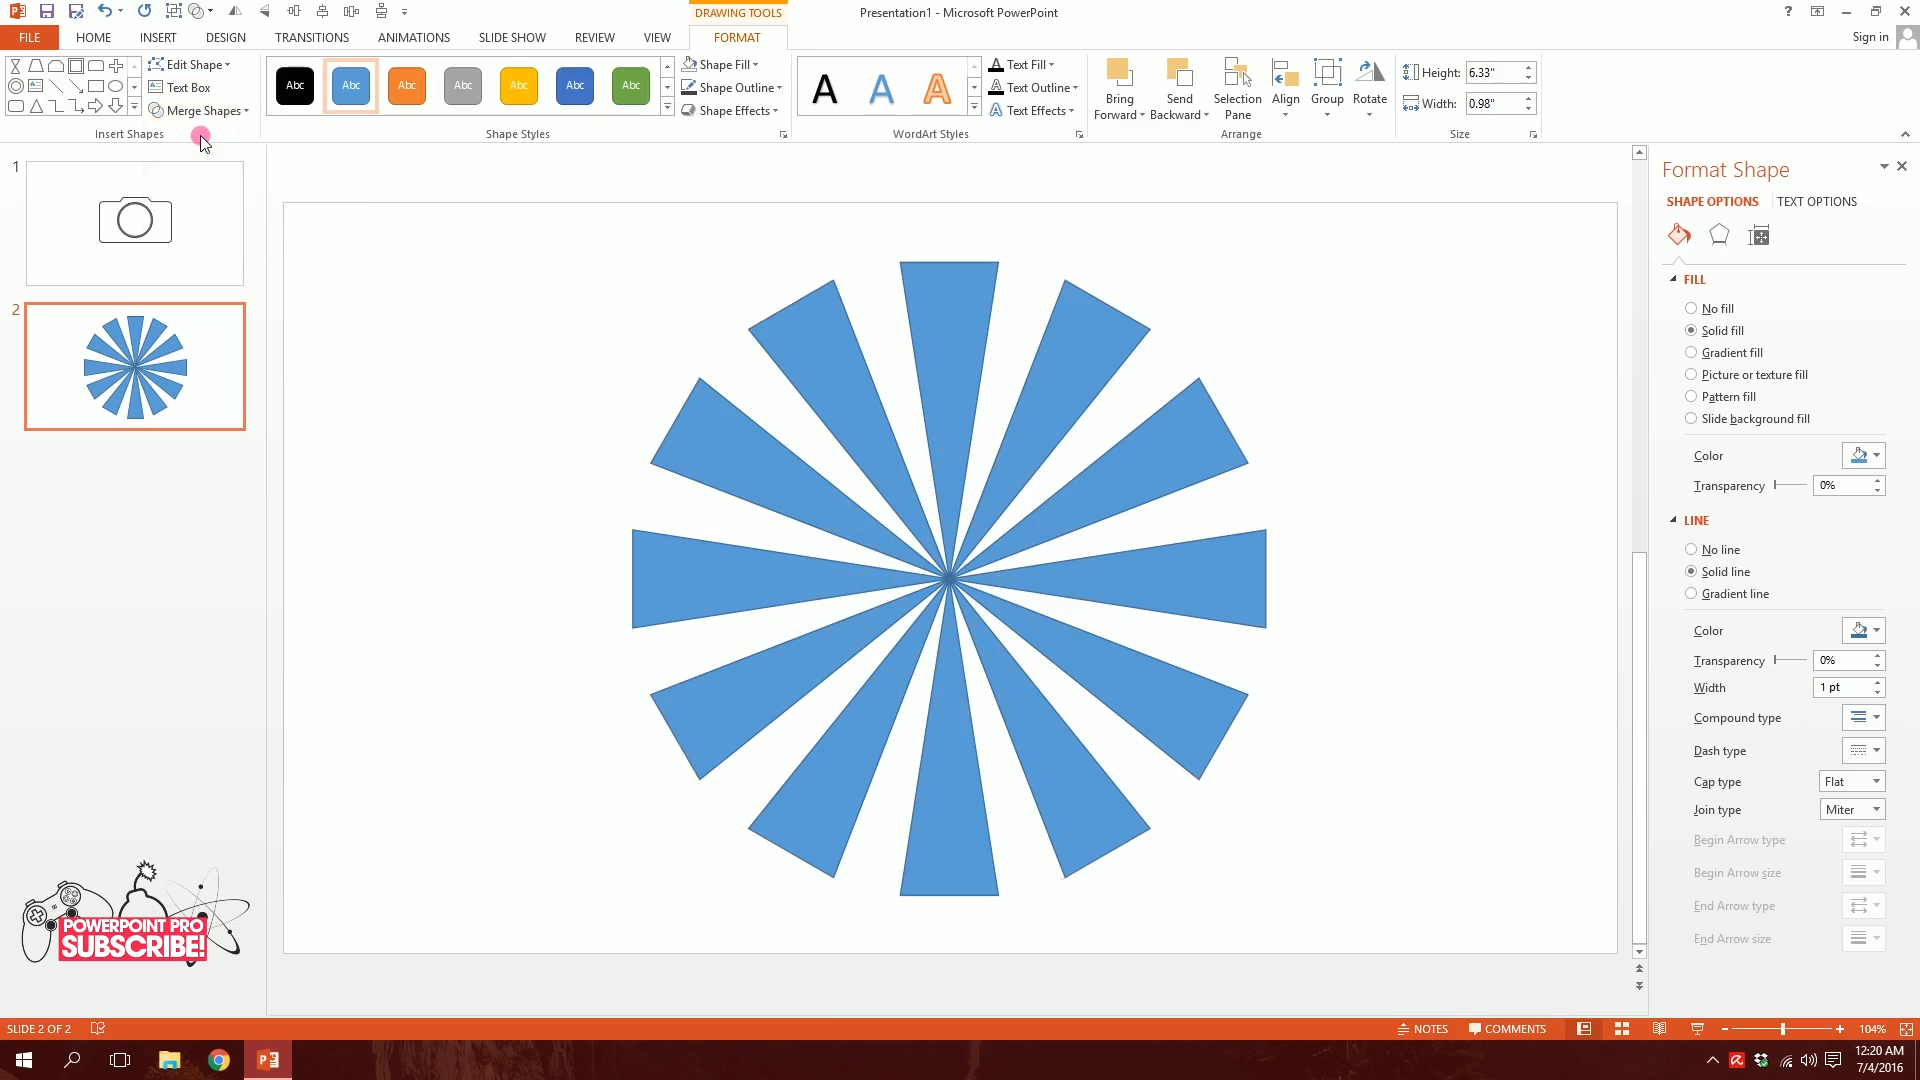 DRAWING TOOLS
Presentation1 - Microsoft PowerPoint
?
FILE
HOME
INSERT
DESIGN
TRANSITIONS
ANIMATIONS
SLIDE SHOW
REVIEW
VIEW
FORMAT
Sign in
Edit Shape
Text Box
Merge Shapes
Insert Shapes
Abc
Abc
Abc
Abc
Abc
Abc
Abc
Shape Fill
Shape Outline
Shape Effects
Shape Styles
A
A
A
Text Fill
Text Outline
Text Effects
WordArt Styles
Bring Forward
Send Backward
Selection Pane
Align
Group
Rotate
Arrange
Height: 6.33"
Width: 0.98"
Size
1
2
Format Shape
SHAPE OPTIONS
TEXT OPTIONS
FILL
No fill
Solid fill
Gradient fill
Picture or texture fill
Pattern fill
Slide background fill
Color
Transparency 0%
LINE
No line
Solid line
Gradient line
Color
Transparency 0%
Width 1 pt
Compound type
Dash type
Cap type Flat
Join type Miter
Begin Arrow type
Begin Arrow size
End Arrow type
End Arrow size
POWERPOINT PRO
SUBSCRIBE!
SLIDE 2 OF 2
NOTES
COMMENTS
104%
12:20 AM
7/4/2016